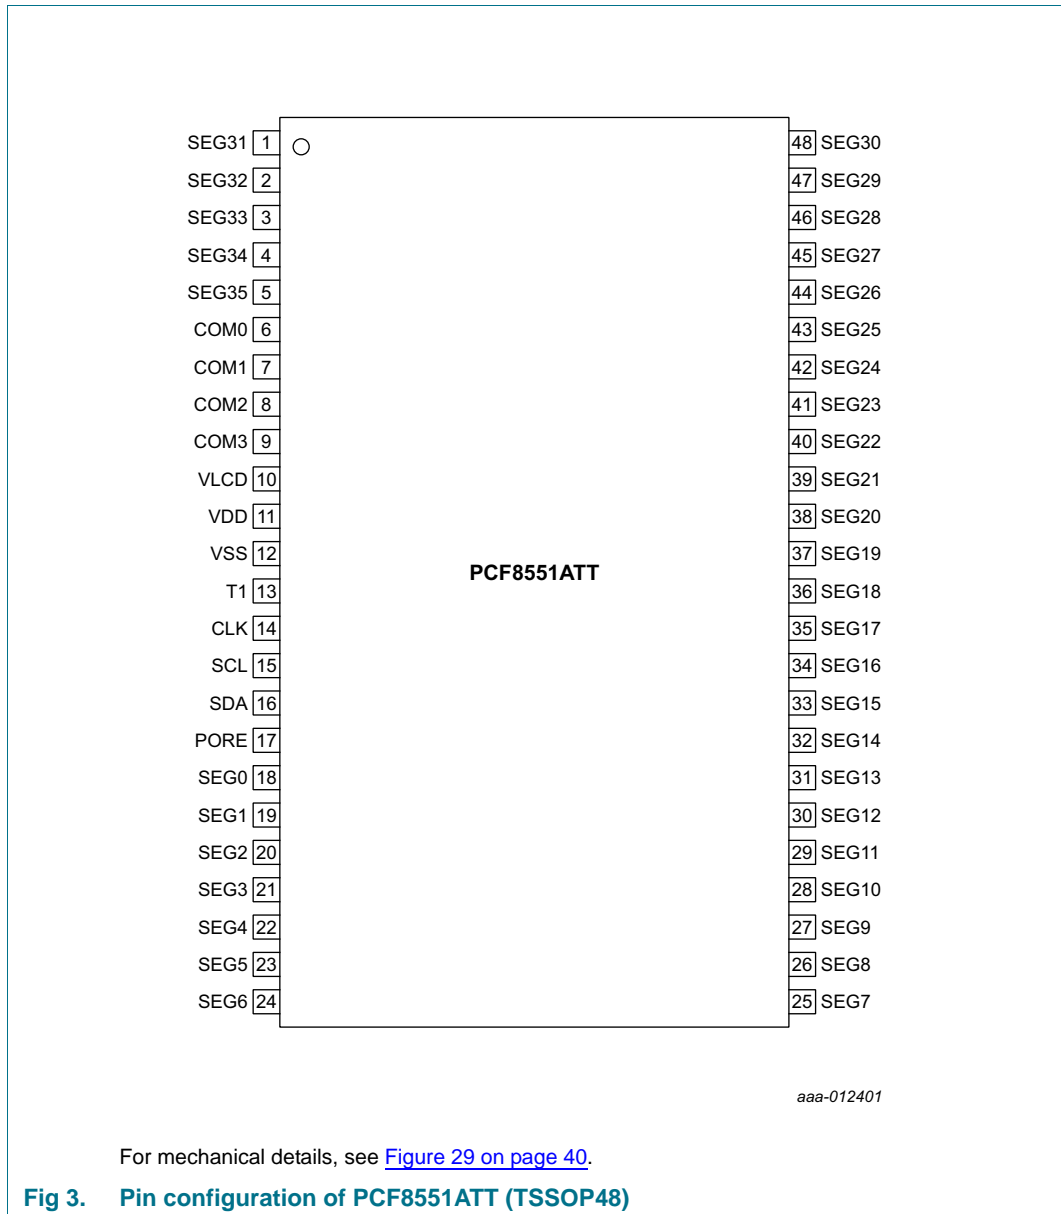 SEG31 1
48 SEG30
SEG32 2
47 SEG29
SEG33 3
46 SEG28
SEG34 4
45 SEG27
SEG35 5
44 SEG26
COM0 6
43 SEG25
COM1 7
42 SEG24
COM2 8
41 SEG23
COM3 9
40 SEG22
VLCD 10
39 SEG21
VDD 11
38 SEG20
VSS 12
37 SEG19
PCF8551ATT
T1 13
36 SEG18
CLK 14
35 SEG17
SCL 15
34 SEG16
SDA 16
33 SEG15
PORE 17
32 SEG14
SEG0 18
31 SEG13
SEG1 19
30 SEG12
SEG2 20
29 SEG11
SEG3 21
28 SEG10
SEG4 22
27 SEG9
SEG5 23
26 SEG8
SEG6 24
25 SEG7
aaa-012401
For mechanical details, see Figure 29 on page 40.
Fig 3. Pin configuration of PCF8551ATT (TSSOP48)